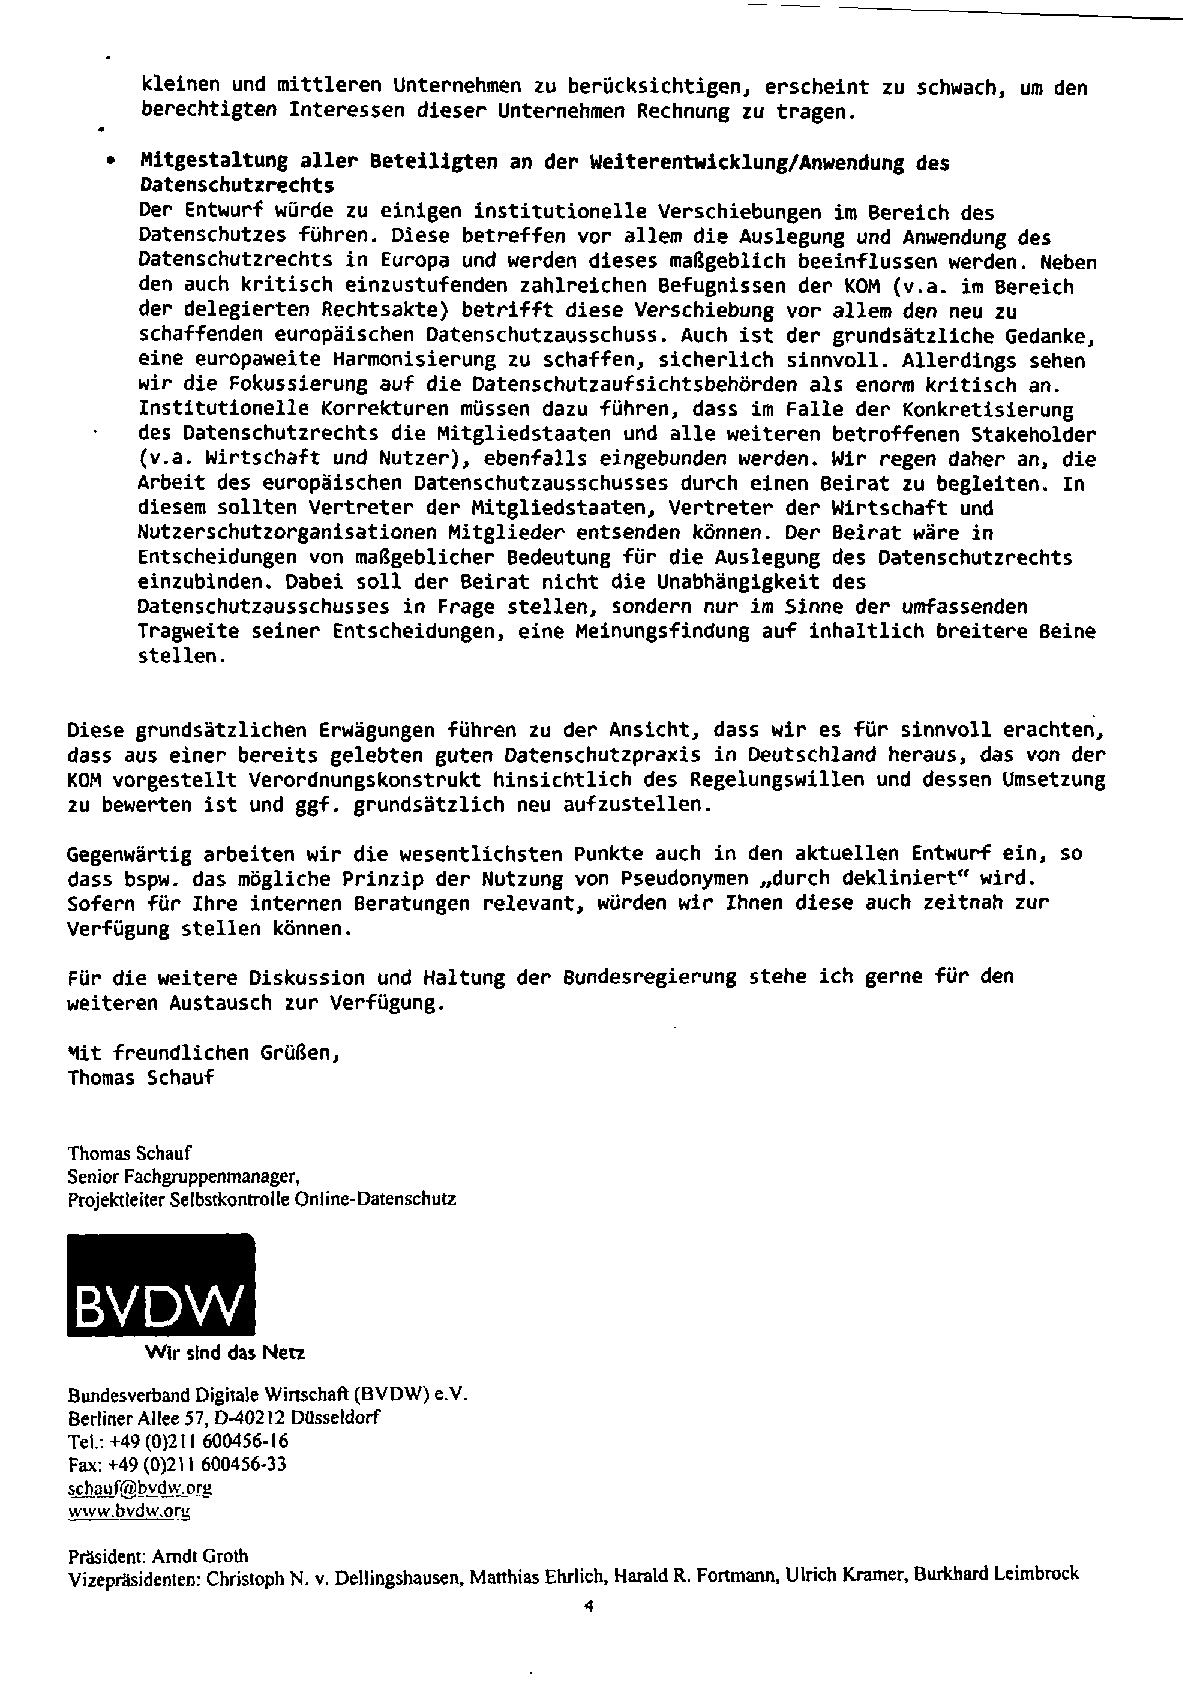 kleinen und mittleren Unternehmen zu berücksichtigen, erscheint zu schwach, um den
berechtigten Interessen dieser Unternehmen Rechnung zu tragen.
• Mitgestaltung aller Beteiligten an der Weiterentwicklung/Anwendung des
Datenschutzrechts
Der Entwurf würde zu einigen institutionelle Verschiebungen im Bereich des
Datenschutzes führen. Diese betreffen vor allem die Auslegung und Anwendung des
Datenschutzrechts in Europa und werden dieses maßgeblich beeinflussen werden. Neben
den auch kritisch einzustufenden zahlreichen Befugnissen der KOM (v.a. im Bereich
der delegierten Rechtsakte) betrifft diese Verschiebung vor allem den neu zu
schaffenden europäischen Datenschutzausschuss. Auch ist der grundsätzliche Gedanke,
eine europaweite Harmonisierung zu schaffen, sicherlich sinnvoll. Allerdings sehen
wir die Fokussierung auf die Datenschutzaufsichtsbehörden als enorm kritisch an.
Institutionelle Korrekturen müssen dazu führen, dass im Falle der Konkretisierung
des Datenschutzrechts die Mitgliedstaaten und alle weiteren betroffenen Stakeholder
(v.a. Wirtschaft und Nutzer), ebenfalls eingebunden werden. Wir regen daher an, die
Arbeit des europäischen Datenschutzausschusses durch einen Beirat zu begleiten. In
diesem sollten Vertreter der Mitgliedstaaten, Vertreter der Wirtschaft und
Nutzerschutzorganisationen Mitglieder entsenden können. Der Beirat wäre in
Entscheidungen von maßgeblicher Bedeutung für die Auslegung des Datenschutzrechts
einzubinden. Dabei soll der Beirat nicht die Unabhängigkeit des
Datenschutzausschusses in Frage stellen, sondern nur im Sinne der umfassenden
Tragweite seiner Entscheidungen, eine Meinungsfindung auf inhaltlich breitere Beine
stellen.
Diese grundsätzlichen Erwägungen führen zu der Ansicht, dass wir es für sinnvoll erachten,
dass aus einer bereits gelebten guten Datenschutzpraxis in Deutschland heraus, das von der
KOM vorgestellt Verordnungskonstrukt hinsichtlich des Regelungswillen und dessen Umsetzung
zu bewerten ist und ggf. grundsätzlich neu aufzustellen.
Gegenwärtig arbeiten wir die wesentlichsten Punkte auch in den aktuellen Entwurf ein, so
dass bspw. das mögliche Prinzip der Nutzung von Pseudonymen „durch dekliniert“ wird.
Sofern für Ihre internen Beratungen relevant, würden wir Ihnen diese auch zeitnah zur
Verfügung stellen können.
Für die weitere Diskussion und Haltung der Bundesregierung stehe ich gerne für den
weiteren Austausch zur Verfügung.
Mit freundlichen Grüßen,
Thomas Schauf
Thomas Schauf
Senior Fachgruppenmanager,
Projektleiter Selbstkontrolle Online-Datenschutz
BVDW
Wir sind das Netz
Bundesverband Digitale Wirtschaft (BVDW) e.V.
Berliner Allee 57, D-40212 Düsseldorf
Tel.: +49 (0)211 600456-16
Fax: +49 (0)211 600456-33
schauf@bvdw.org
www.bvdw.org
Präsident: Arndt Groth
Vizepräsidenten: Christoph N. v. Dellingshausen, Matthias Ehrlich, Harald R. Fortmann, Ulrich Kramer, Burkhard Leimbrock
4